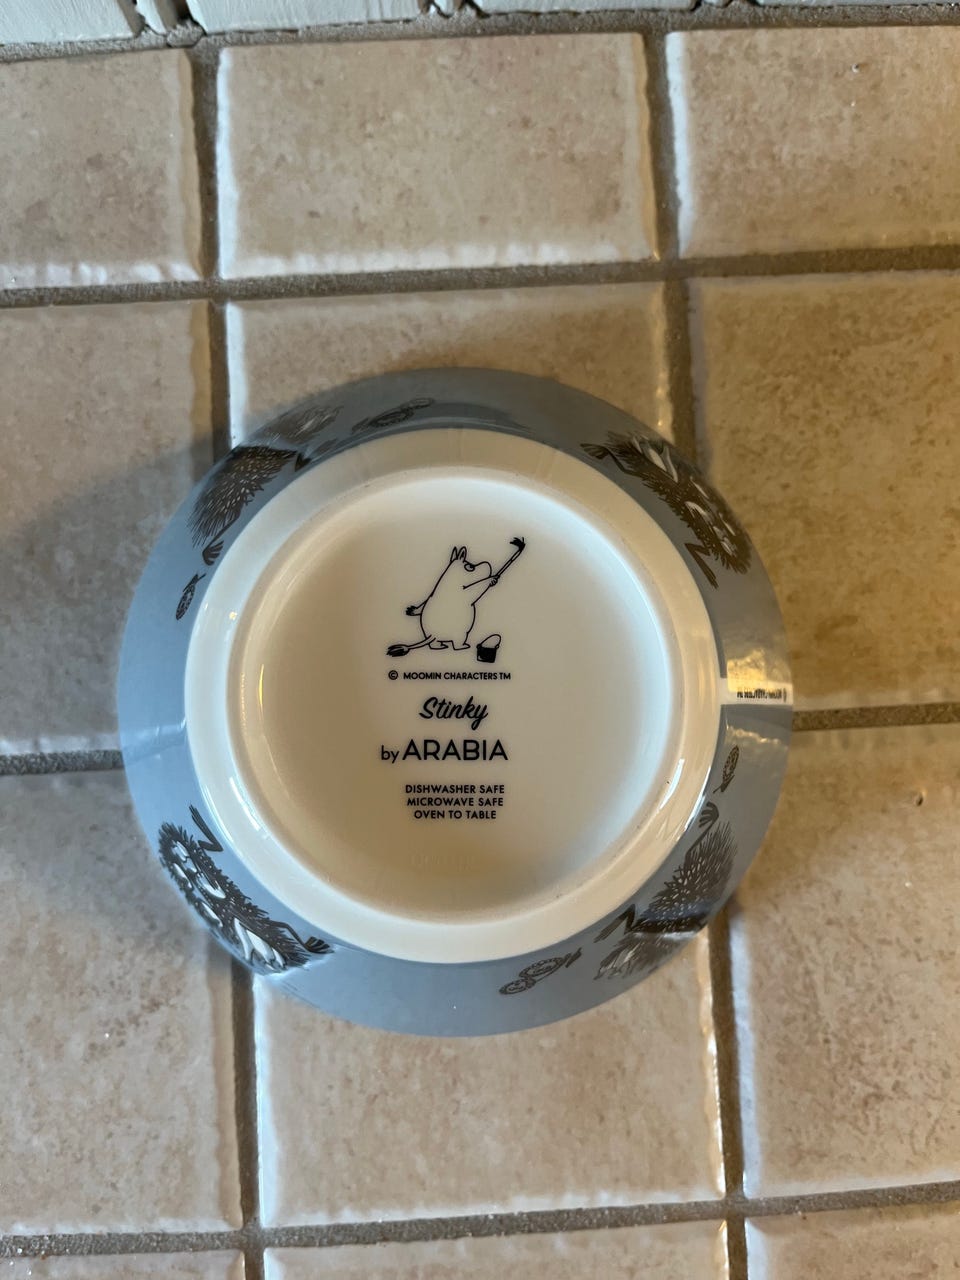 © MOOMIN CHARACTERS TM
Stinky
by ARABIA
DISHWASHER SAFE
MICROWAVE SAFE
OVEN TO TABLE